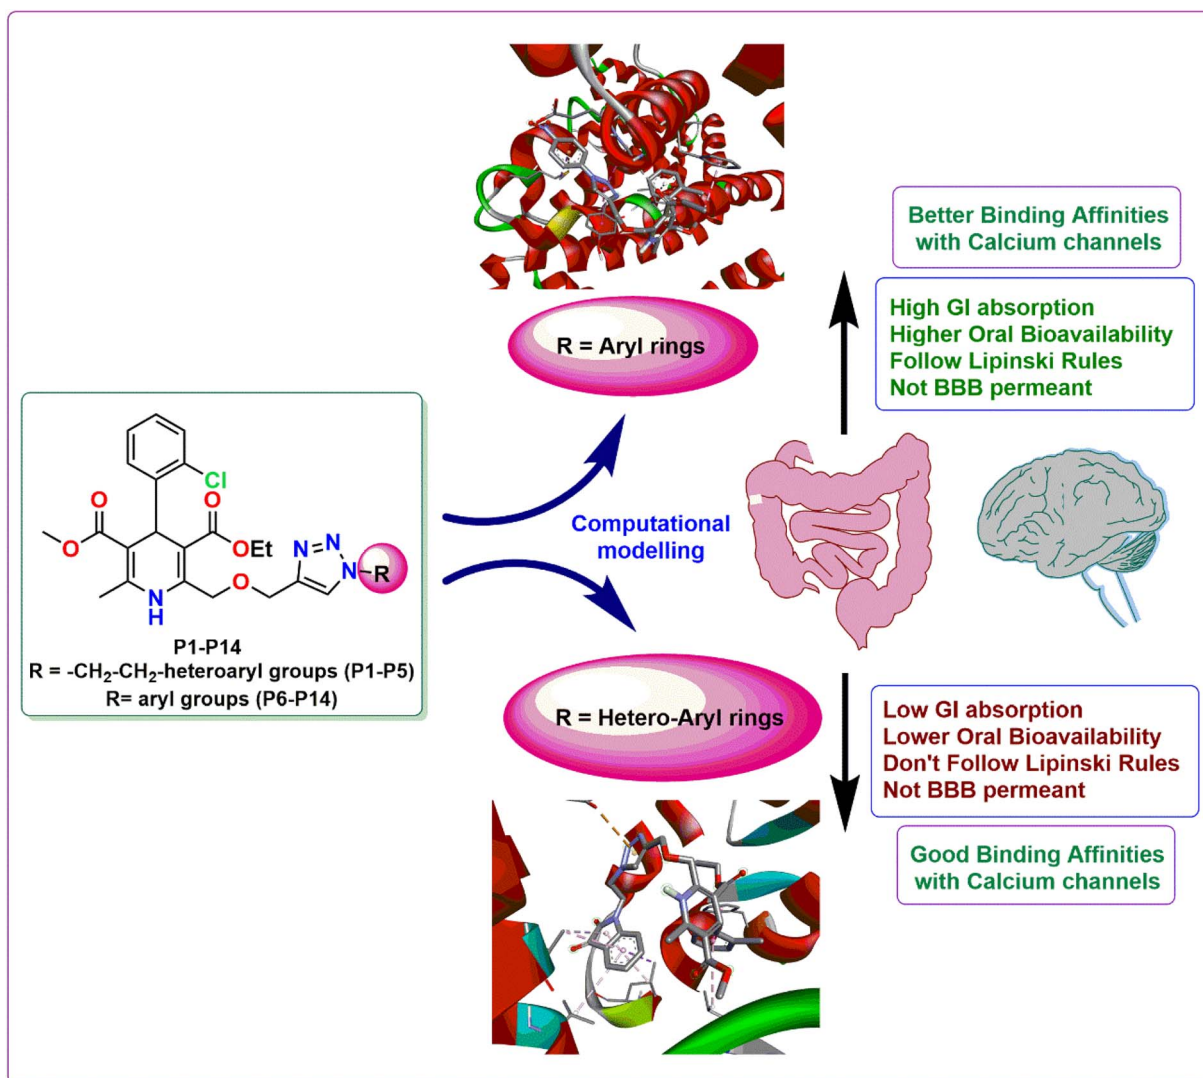 Better Binding Affinities
with Calcium channels
High GI absorption
Higher Oral Bioavailability
Follow Lipinski Rules
Not BBB permeant
R = Aryl rings
Cl
O
O
O
OEt
N
N
N
R
O
N
H
P1-P14
R = -CH2-CH2-heteroaryl groups (P1-P5)
R= aryl groups (P6-P14)
Computational
modelling
R = Hetero-Aryl rings
Low GI absorption
Lower Oral Bioavailability
Don't Follow Lipinski Rules
Not BBB permeant
Good Binding Affinities
with Calcium channels